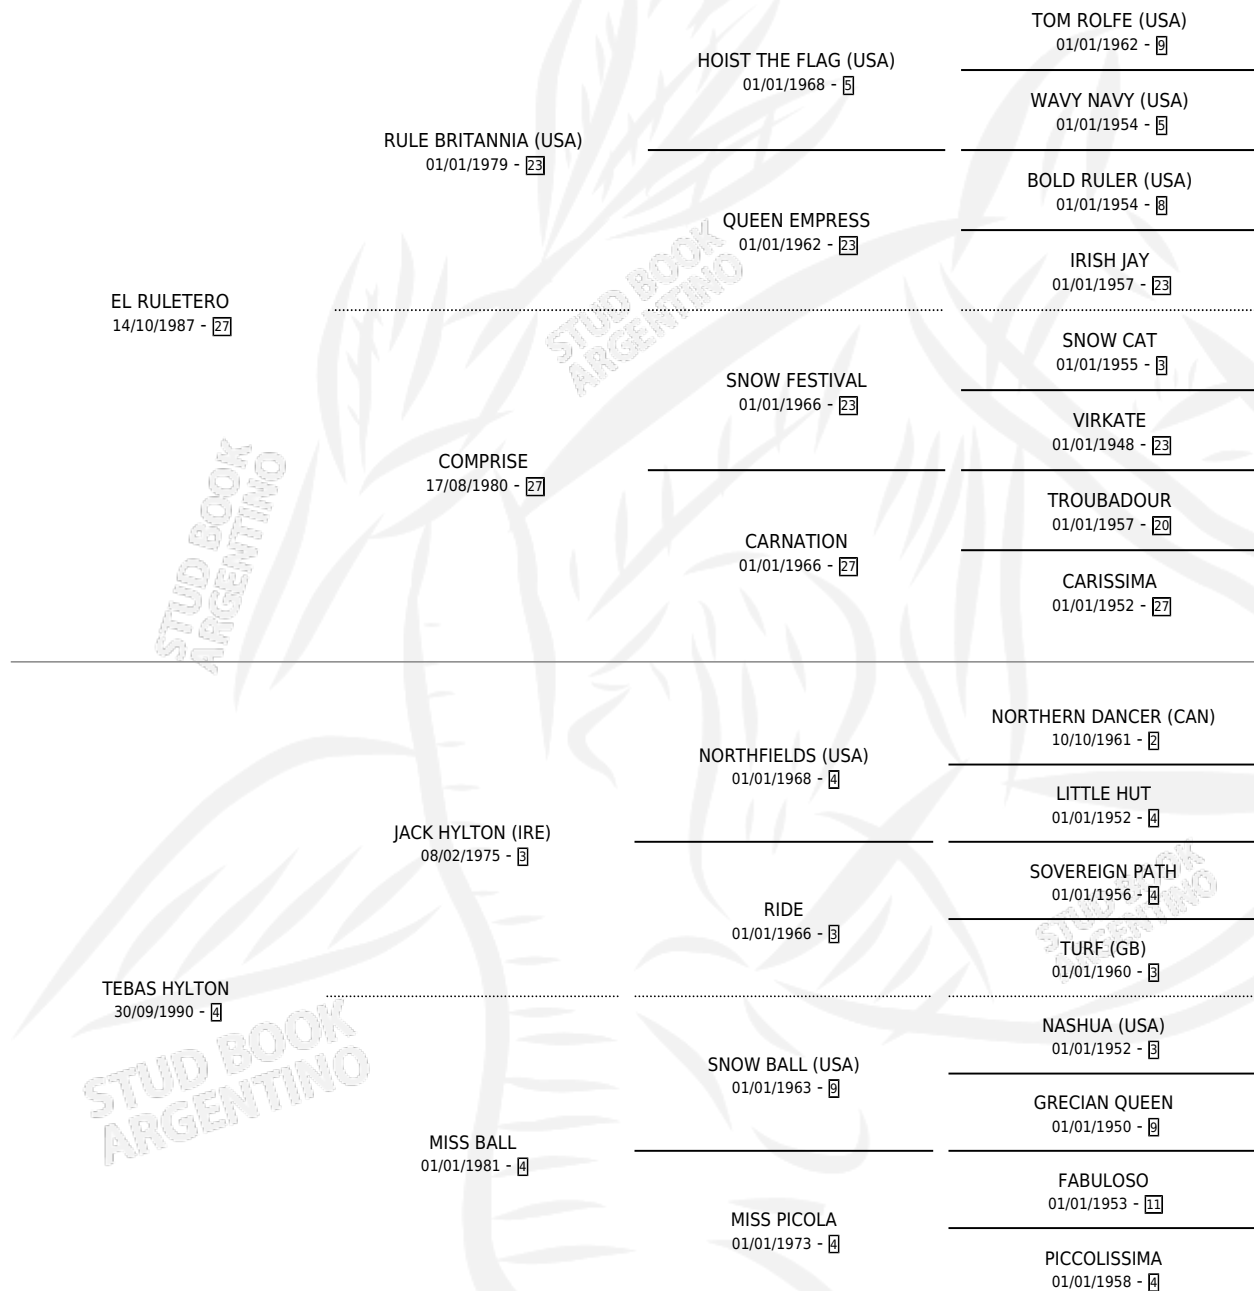 TOM ROLFE (USA)
01/01/1962 - 9
HOIST THE FLAG (USA)
01/01/1968 - 5
WAVY NAVY (USA)
01/01/1954 - 5
RULE BRITANNIA (USA)
01/01/1979 - 23
BOLD RULER (USA)
01/01/1954 - 8
QUEEN EMPRESS
01/01/1962 - 23
IRISH JAY
01/01/1957 - 23
EL RULETERO
14/10/1987 - 27
SNOW CAT
01/01/1955 - 3
SNOW FESTIVAL
01/01/1966 - 23
VIRKATE
01/01/1948 - 23
COMPRISE
17/08/1980 - 27
TROUBADOUR
01/01/1957 - 20
CARNATION
01/01/1966 - 27
CARISSIMA
01/01/1952 - 27
NORTHERN DANCER (CAN)
10/10/1961 - 2
NORTHFIELDS (USA)
01/01/1968 - 4
LITTLE HUT
01/01/1952 - 4
JACK HYLTON (IRE)
08/02/1975 - 3
SOVEREIGN PATH
01/01/1956 - 4
RIDE
01/01/1966 - 3
TURF (GB)
01/01/1960 - 3
TEBAS HYLTON
30/09/1990 - 4
NASHUA (USA)
01/01/1952 - 3
SNOW BALL (USA)
01/01/1963 - 9
GRECIAN QUEEN
01/01/1950 - 9
MISS BALL
01/01/1981 - 4
FABULOSO
01/01/1953 - 11
MISS PICOLA
01/01/1973 - 4
PICCOLISSIMA
01/01/1958 - 4
STUD BOOK
ARGENTINO
STUD BOOK
ARGENTINO
STUD BOOK
ARGENTINO
STUD BOOK
ARGENTINO